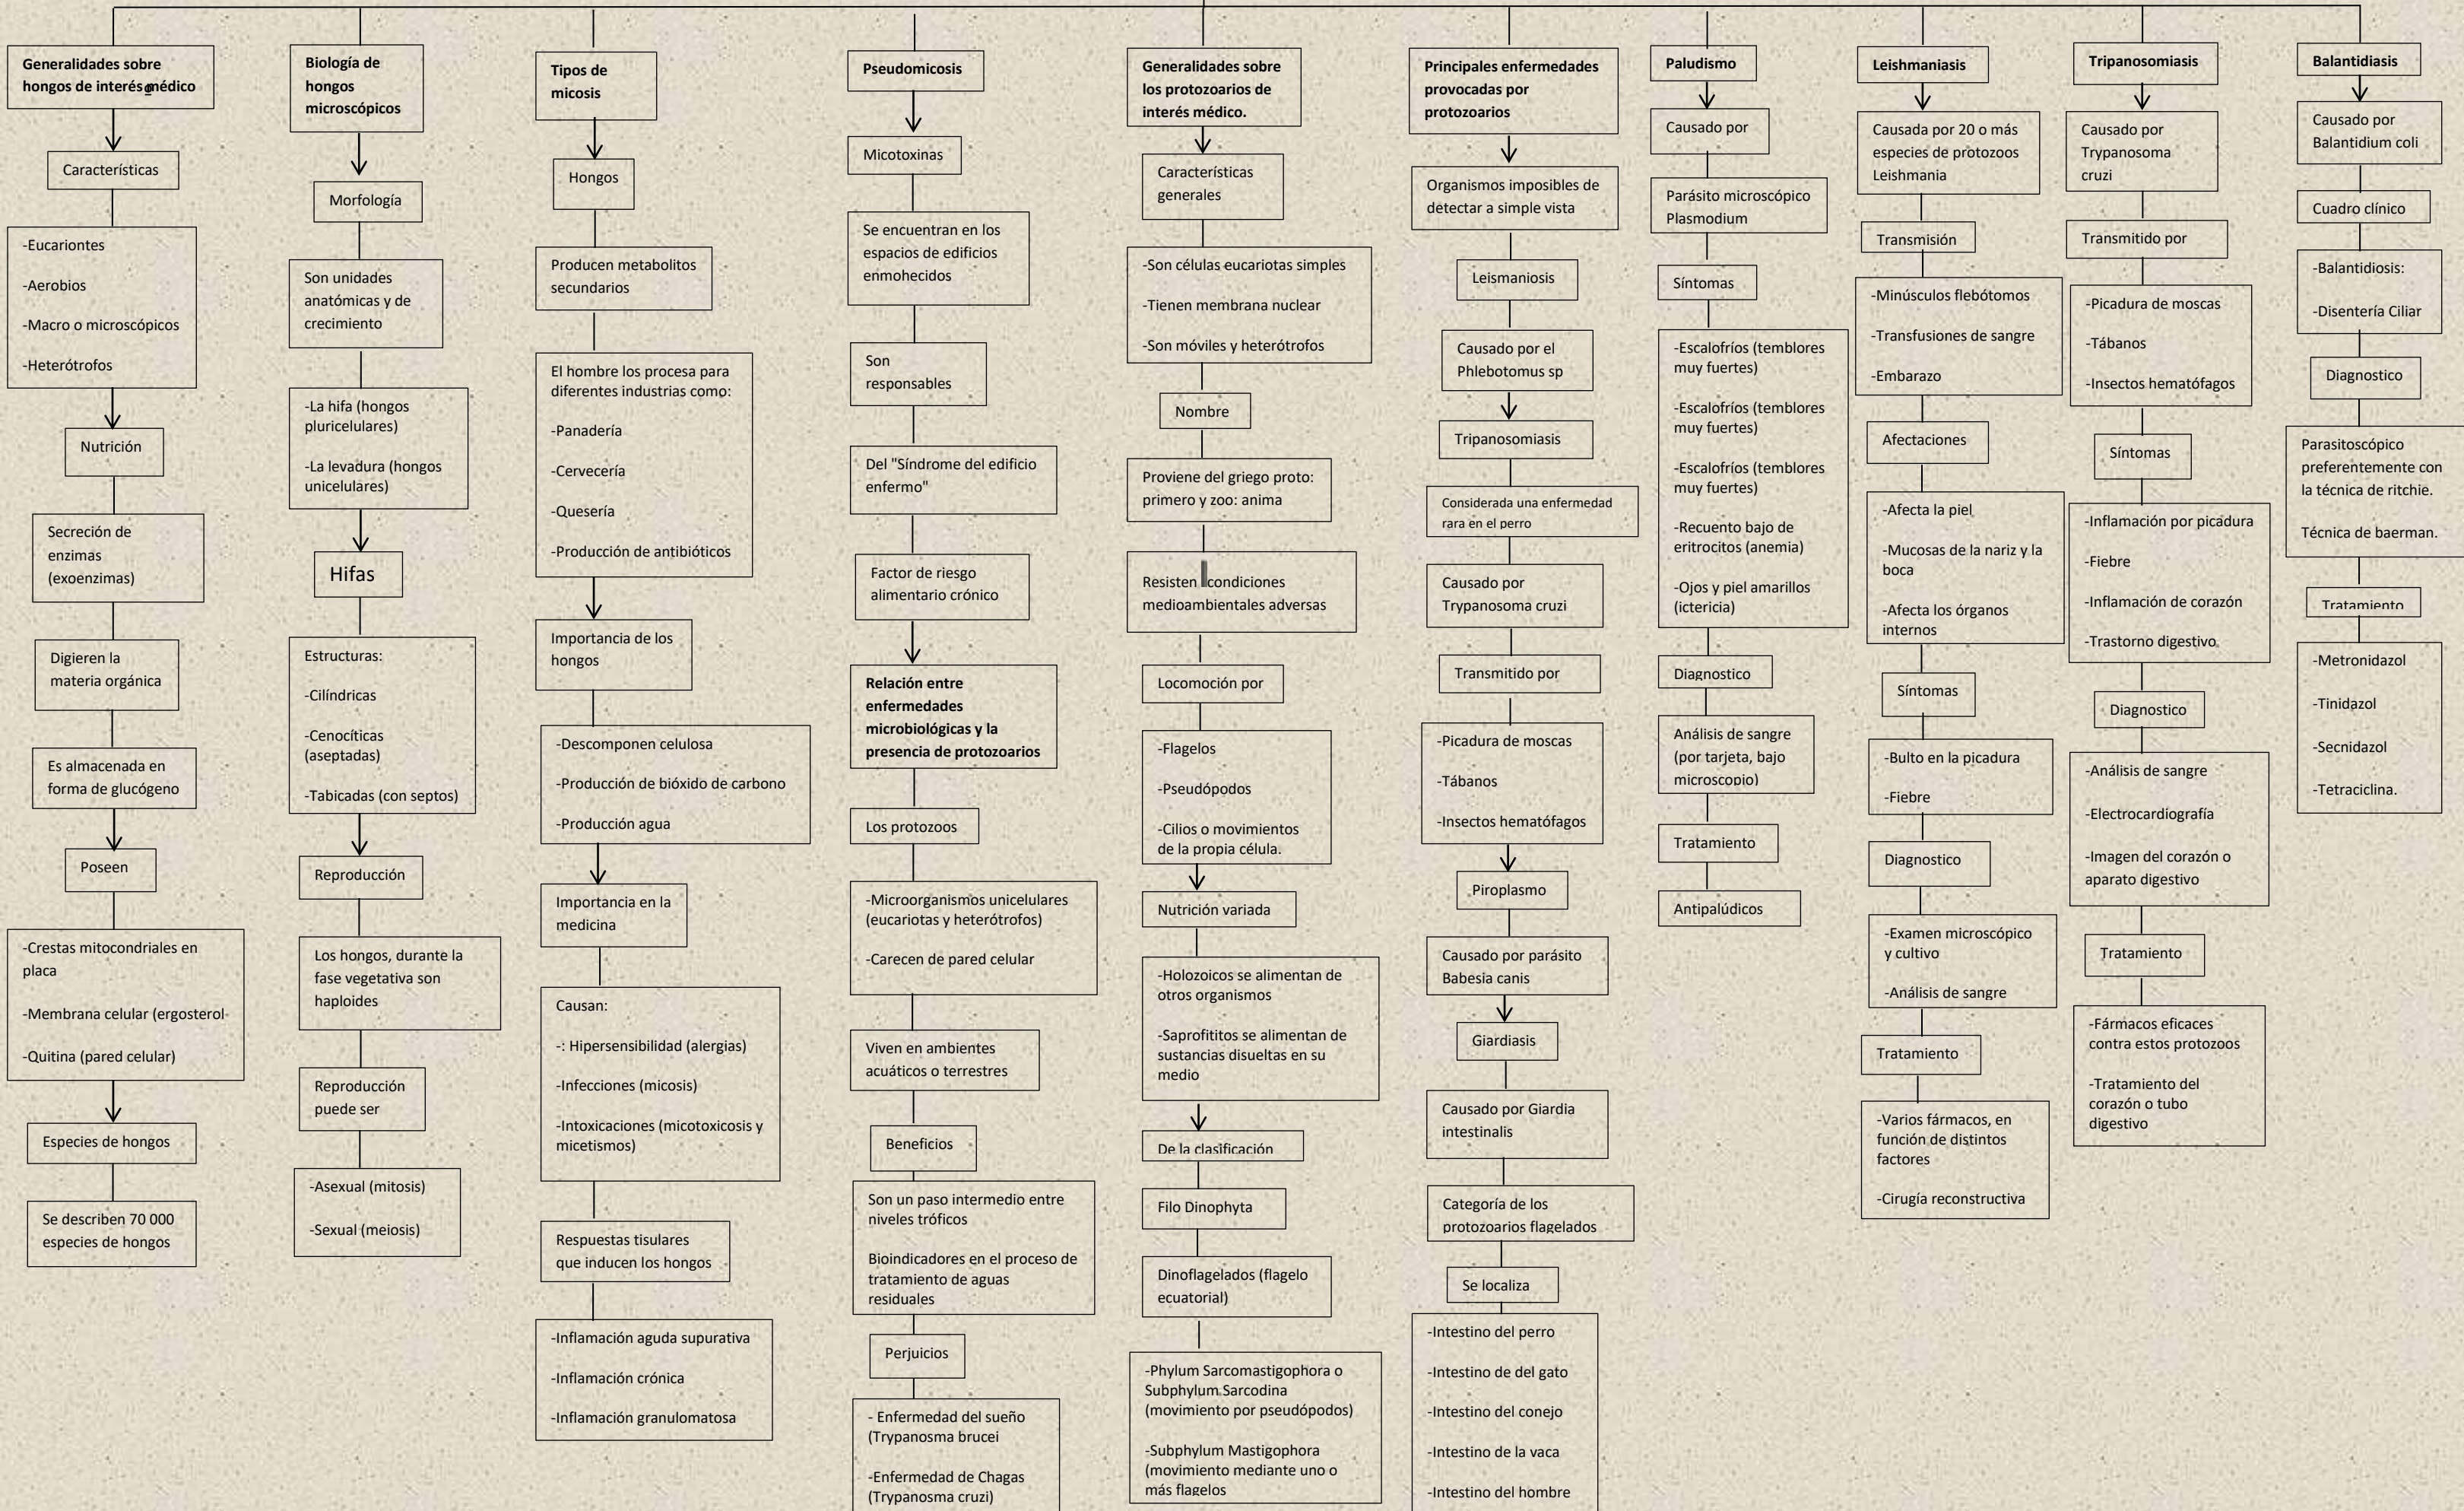 Generalidades sobre
hongos de interés médico
Características
-Eucariontes
-Aerobios
-Macro o microscópicos
-Heterótrofos
Nutrición
Secreción de
enzimas
(exoenzimas)
Digieren la
materia orgánica
Es almacenada en
forma de glucógeno
Poseen
-Crestas mitocondriales en
placa
-Membrana celular (ergosterol
-Quitina (pared celular)
Especies de hongos
Se describen 70 000
especies de hongos
Biología de
hongos
microscópicos
Morfología
Son unidades
anatómicas y de
crecimiento
-La hifa (hongos
pluricelulares)
-La levadura (hongos
unicelulares)
Hifas
Estructuras:
-Cilíndricas
-Cenocíticas
(aseptadas)
-Tabicadas (con septos)
Reproducción
Los hongos, durante la
fase vegetativa son
haploides
Reproducción
puede ser
-Asexual (mitosis)
-Sexual (meiosis)
Tipos de
micosis
Hongos
Producen metabolitos
secundarios
El hombre los procesa para
diferentes industrias como:
-Panadería
-Cervecería
-Quesería
-Producción de antibióticos
Importancia de los
hongos
-Descomponen celulosa
-Producción de bióxido de carbono
-Producción agua
Importancia en la
medicina
Causan:
-: Hipersensibilidad (alergias)
-Infecciones (micosis)
-Intoxicaciones (micotoxicosis y
micetismos)
Respuestas tisulares
que inducen los hongos
-Inflamación aguda supurativa
-Inflamación crónica
-Inflamación granulomatosa
Pseudomicosis
Micotoxinas
Se encuentran en los
espacios de edificios
enmohecidos
Son
responsables
Del "Síndrome del edificio
enfermo"
Factor de riesgo
alimentario crónico
Relación entre
enfermedades
microbiológicas y la
presencia de protozoarios
Los protozoos
-Microorganismos unicelulares
(eucariotas y heterótrofos)
-Carecen de pared celular
Viven en ambientes
acuáticos o terrestres
Beneficios
Son un paso intermedio entre
niveles tróficos
Bioindicadores en el proceso de
tratamiento de aguas
residuales
Perjuicios
- Enfermedad del sueño
(Trypanosma brucei
-Enfermedad de Chagas
(Trypanosma cruzi)
Generalidades sobre
los protozoarios de
interés médico.
Características
generales
-Son células eucariotas simples
-Tienen membrana nuclear
-Son móviles y heterótrofos
Nombre
Proviene del griego proto:
primero y zoo: anima
Resisten condiciones
medioambientales adversas
Locomoción por
-Flagelos
-Pseudópodos
-Cilios o movimientos
de la propia célula.
Nutrición variada
-Holozoicos se alimentan de
otros organismos
-Saprofititos se alimentan de
sustancias disueltas en su
medio
De la clasificación
Filo Dinophyta
Dinoflagelados (flagelo
ecuatorial)
-Phylum Sarcomastigophora o
Subphylum Sarcodina
(movimiento por pseudópodos)
-Subphylum Mastigophora
(movimiento mediante uno o
más flagelos
Principales enfermedades
provocadas por
protozoarios
Organismos imposibles de
detectar a simple vista
Leismaniosis
Causado por el
Phlebotomus sp
Tripanosomiasis
Considerada una enfermedad
rara en el perro
Causado por
Trypanosoma cruzi
Transmitido por
-Picadura de moscas
-Tábanos
-Insectos hematófagos
Piroplasmo
Causado por parásito
Babesia canis
Giardiasis
Causado por Giardia
intestinalis
Categoría de los
protozoarios flagelados
Se localiza
-Intestino del perro
-Intestino de del gato
-Intestino del conejo
-Intestino de la vaca
-Intestino del hombre
Paludismo
Causado por
Parásito microscópico
Plasmodium
Síntomas
-Escalofríos (temblores
muy fuertes)
-Escalofríos (temblores
muy fuertes)
-Escalofríos (temblores
muy fuertes)
-Recuento bajo de
eritrocitos (anemia)
-Ojos y piel amarillos
(ictericia)
Diagnostico
Análisis de sangre
(por tarjeta, bajo
microscopio)
Tratamiento
Antipalúdicos
Leishmaniasis
Causada por 20 o más
especies de protozoos
Leishmania
Transmisión
-Minúsculos flebótomos
-Transfusiones de sangre
-Embarazo
Afectaciones
-Afecta la piel
-Mucosas de la nariz y la
boca
-Afecta los órganos
internos
Síntomas
-Bulto en la picadura
-Fiebre
Diagnostico
-Examen microscópico
y cultivo
-Análisis de sangre
Tratamiento
-Varios fármacos, en
función de distintos
factores
-Cirugía reconstructiva
Tripanosomiasis
Causado por
Trypanosoma
cruzi
Transmitido por
-Picadura de moscas
-Tábanos
-Insectos hematófagos
Síntomas
-Inflamación por picadura
-Fiebre
-Inflamación de corazón
-Trastorno digestivo
Diagnostico
-Análisis de sangre
-Electrocardiografía
-Imagen del corazón o
aparato digestivo
Tratamiento
-Fármacos eficaces
contra estos protozoos
-Tratamiento del
corazón o tubo
digestivo
Balantidiasis
Causado por
Balantidium coli
Cuadro clínico
-Balantidiosis:
-Disentería Ciliar
Diagnostico
Parasitoscópico
preferentemente con
la técnica de ritchie.
Técnica de baerman.
Tratamiento
-Metronidazol
-Tinidazol
-Secnidazol
-Tetraciclina.